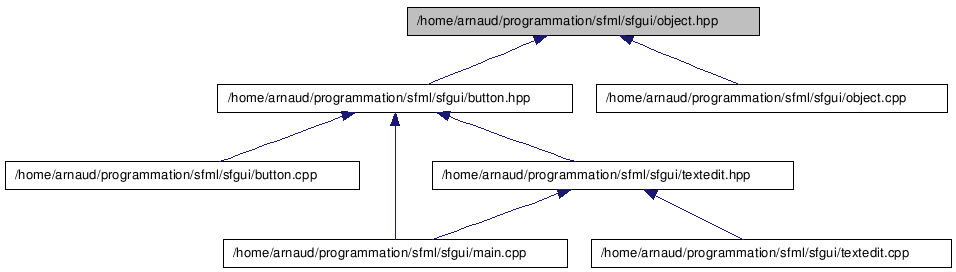 /home/arnaud/programmation/sfml/sfgui/object.hpp
/home/arnaud/programmation/sfml/sfgui/button.hpp
/home/arnaud/programmation/sfml/sfgui/object.cpp
/home/arnaud/programmation/sfml/sfgui/button.cpp
/home/arnaud/programmation/sfml/sfgui/textedit.hpp
/home/arnaud/programmation/sfml/sfgui/main.cpp
/home/arnaud/programmation/sfml/sfgui/textedit.cpp